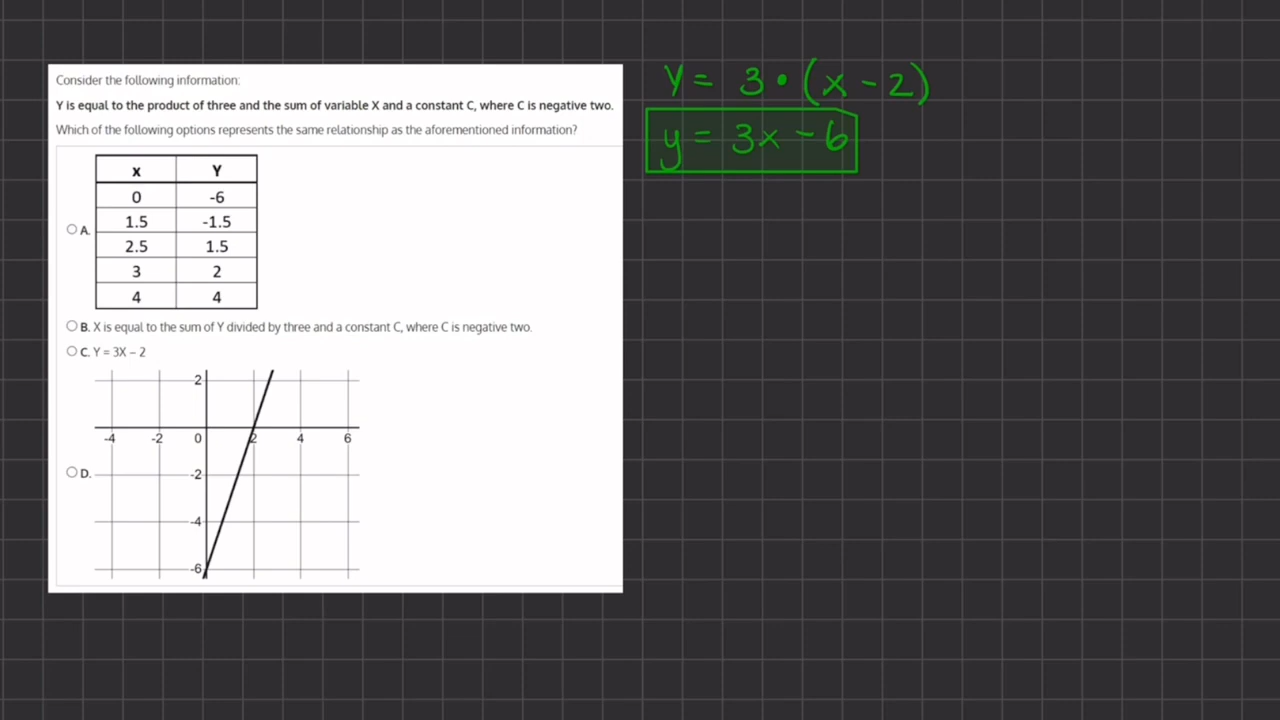 Consider the following information:
Y = 3 • (x - 2)
Y is equal to the product of three and the sum of variable X and a constant C, where C is negative two.
y = 3x - 6
Which of the following options represents the same relationship as the aforementioned information?
A.
X Y
0 -6
1.5 -1.5
2.5 1.5
3 2
4 4
B. X is equal to the sum of Y divided by three and a constant C, where C is negative two.
C. Y = 3X – 2
D.
2
-4 -2 0 2 4 6
-2
-4
-6